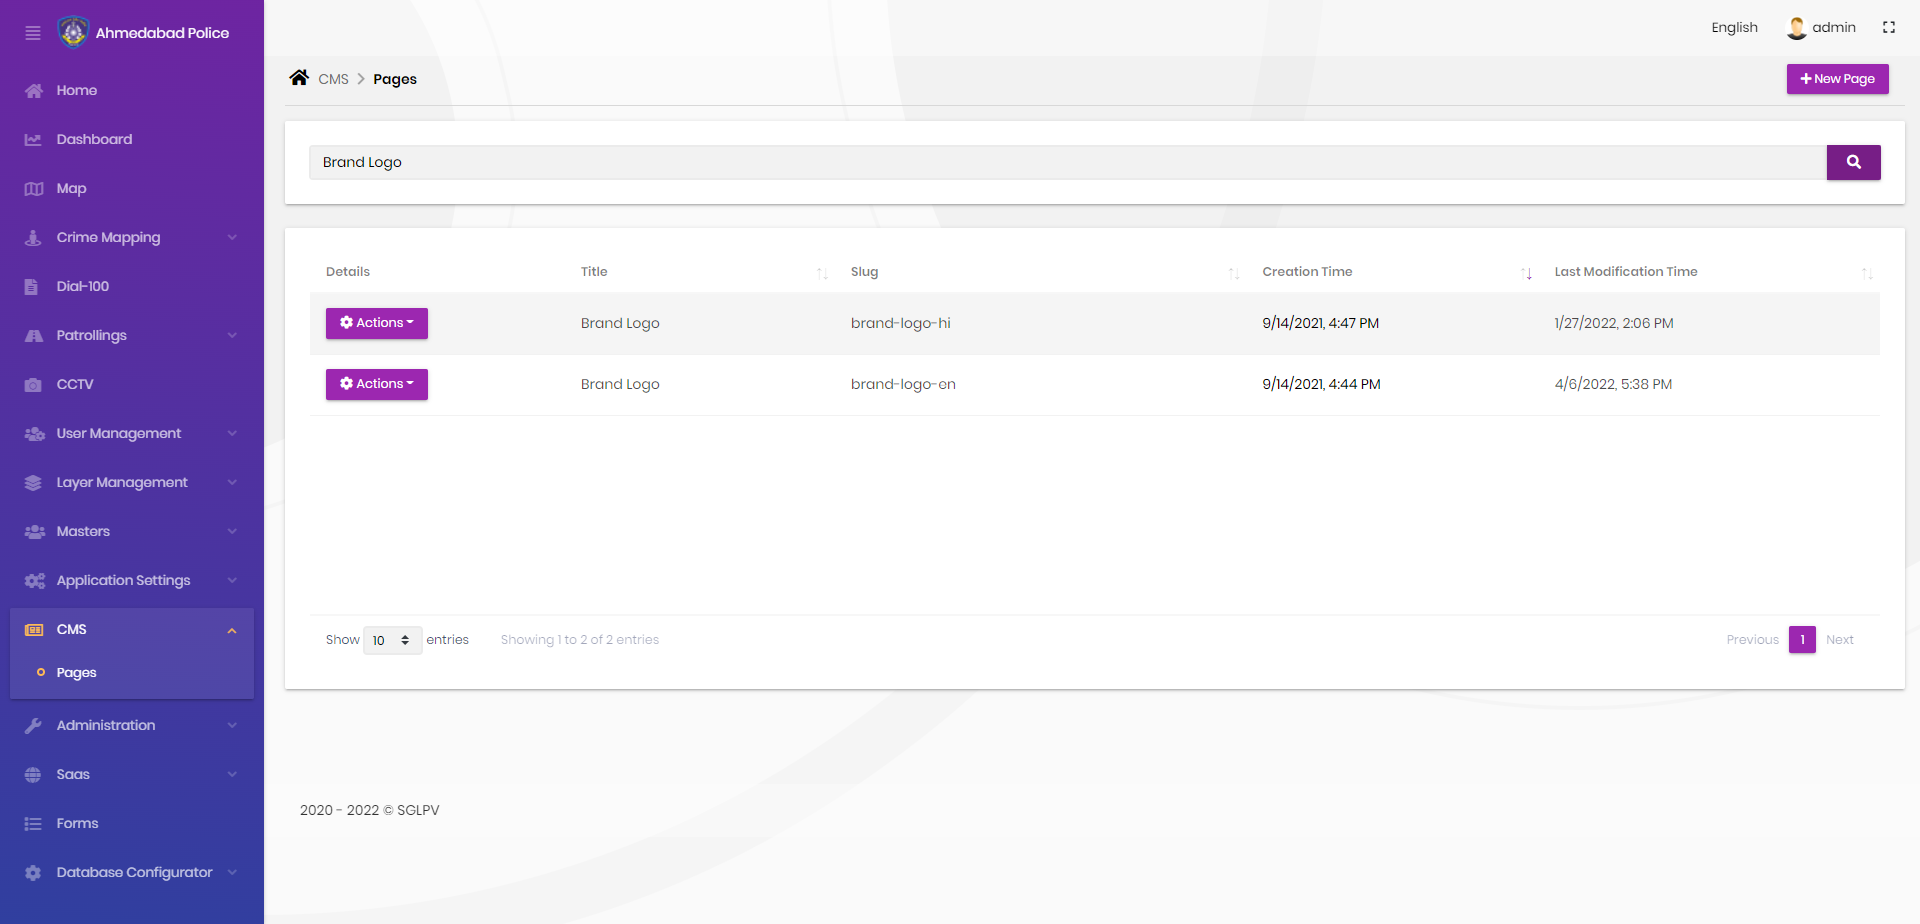 Ahmedabad Police
Home
Dashboard
Map
Crime Mapping
Dial-100
Patrollings
CCTV
User Management
Layer Management
Masters
Application Settings
CMS
Pages
Administration
Saas
Forms
Database Configurator
English admin
CMS Pages
New Page
Brand Logo
Details Title Slug Creation Time Last Modification Time
Actions Brand Logo brand-logo-hi 9/14/2021, 4:47 PM 1/27/2022, 2:06 PM
Actions Brand Logo brand-logo-en 9/14/2021, 4:44 PM 4/6/2022, 5:38 PM
Show 10 entries Showing 1 to 2 of 2 entries Previous 1 Next
2020 - 2022 © SGLPV